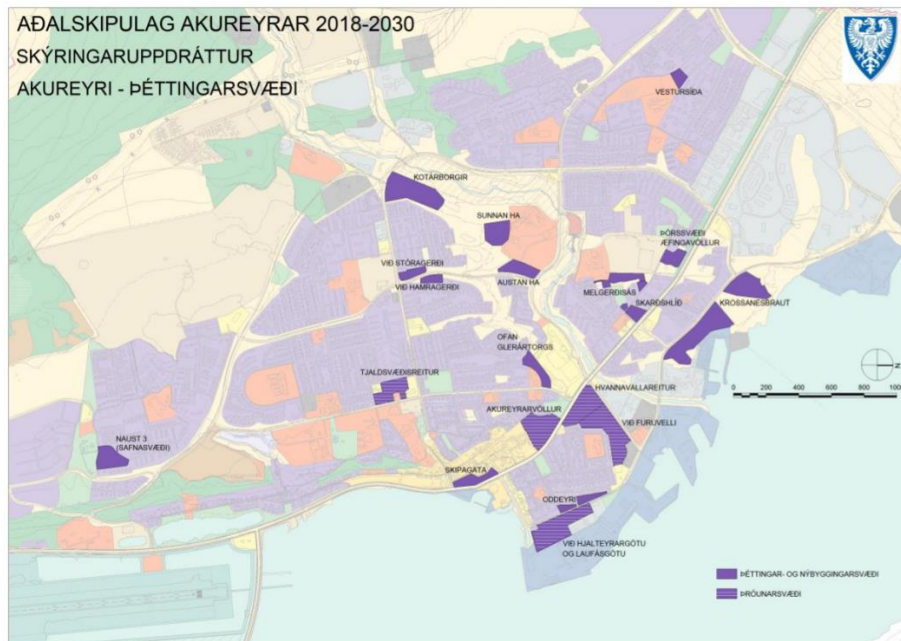 AÐALSKIPULAG AKUREYRAR 2018-2030
SKÝRINGARUPPDRÁTTUR
AKUREYRI - ÞÉTTINGARSVÆÐI
VESTURSÍÐA
KOTÁRBORGIR
SUNNAN HA
ÞÓRSSVÆÐI
ÆFINGAVÖLLUR
VIÐ STÓRAGERÐI
VIÐ HAMRAGERÐI
AUSTAN HA
MELGERÐISÁS
SKARÐSHLÍÐ
KROSSANESBRAUT
OFAN
GLERÁRTORGS
TJALDSVÆÐISREITUR
HVANNAVALLAREITUR
N
0 200 400 600 800 1000
AKUREYRARVÖLLUR
VIÐ FURUVELLI
NAUST 3
(SAFNASVÆÐI)
SKIPAGATA
ODDEYRI
VIÐ HJALTEYRARGÖTU
OG LAUFÁSGÖTU
ÞÉTTINGAR- OG NÝBYGGINGARSVÆÐI
ÞRÓUNARSVÆÐI